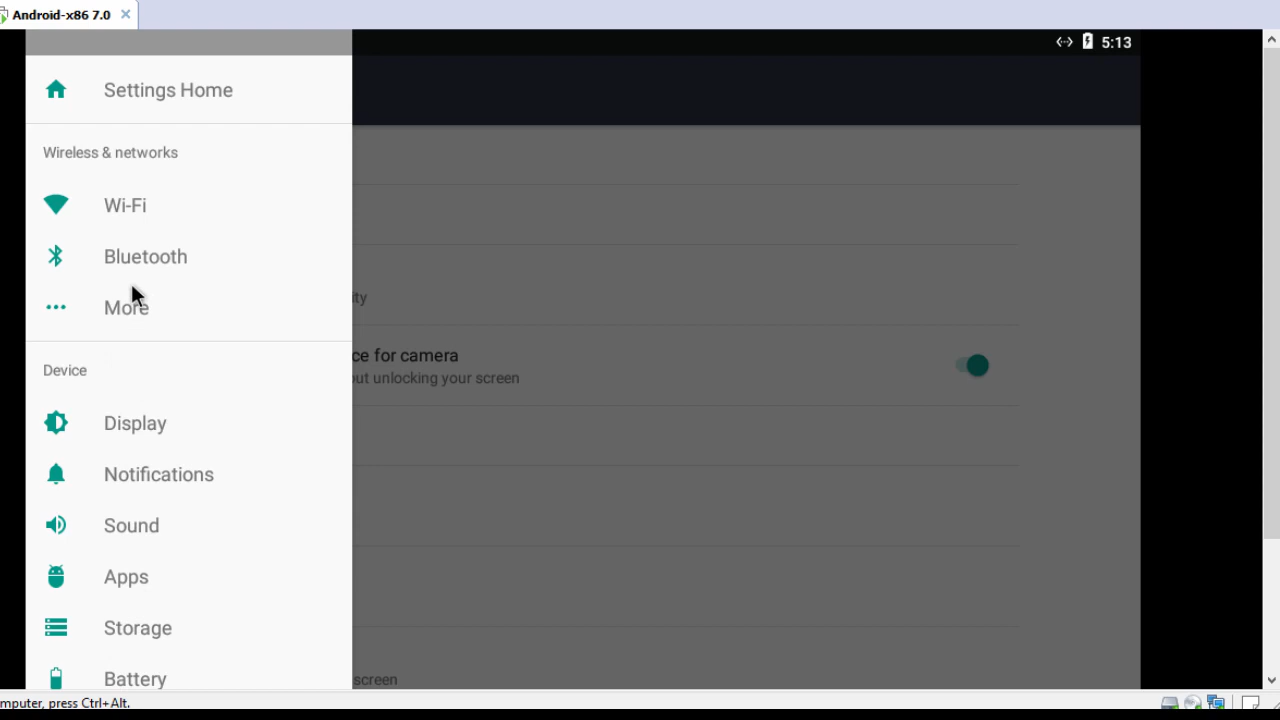 Android-x86 7.0
5:13
Settings Home
Wireless & networks
Wi-Fi
Bluetooth
More
ity
ce for camera
out unlocking your screen
Device
Display
Notifications
Sound
Apps
Storage
Battery
screen
mputer, press Ctrl+Alt.